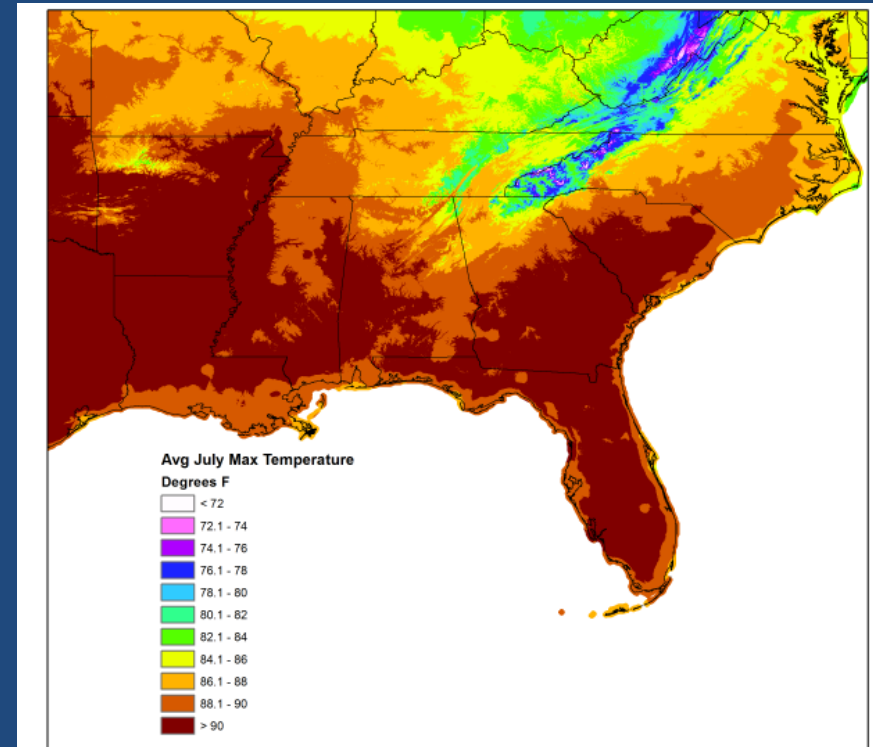 Avg July Max Temperature
Degrees F
< 72
72.1 - 74
74.1 - 76
76.1 - 78
78.1 - 80
80.1 - 82
82.1 - 84
84.1 - 86
86.1 - 88
88.1 - 90
> 90